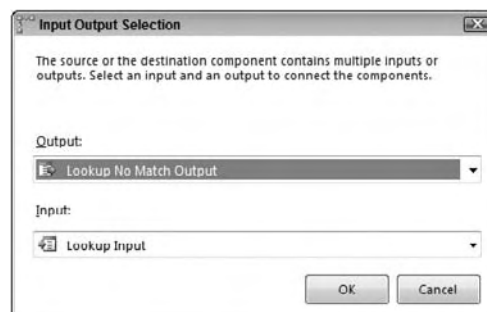 Input Output Selection
The source or the destination component contains multiple inputs or
outputs. Select an input and an output to connect the components.
Output:
Lookup No Match Output
Input:
Lookup Input
OK
Cancel